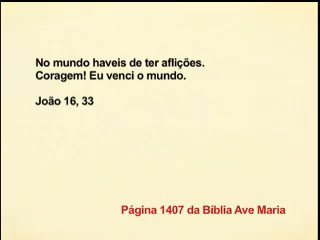 No mundo haveis de ter aflições.
Coragem! Eu venci o mundo.
João 16, 33
Página 1407 da Bíblia Ave Maria